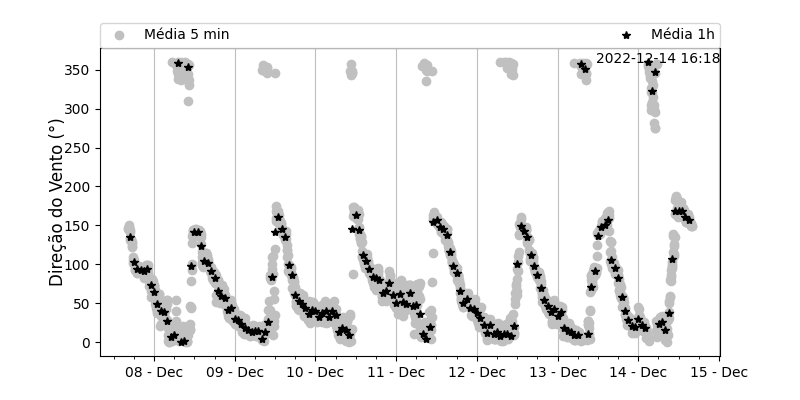 Média 5 min
Média 1h
2022-12-14 16:18
Direção do Vento (°)
350
300
250
200
150
100
50
0
08 - Dec
09 - Dec
10 - Dec
11 - Dec
12 - Dec
13 - Dec
14 - Dec
15 - Dec